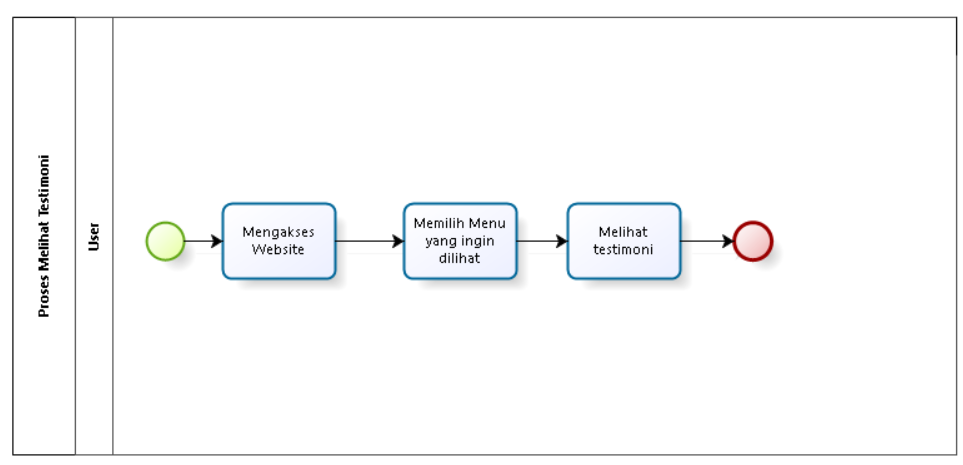 Proses Melihat Testimoni
User
Mengakses
Website
Memilih Menu
yang ingin
dilihat
Melihat
testimoni